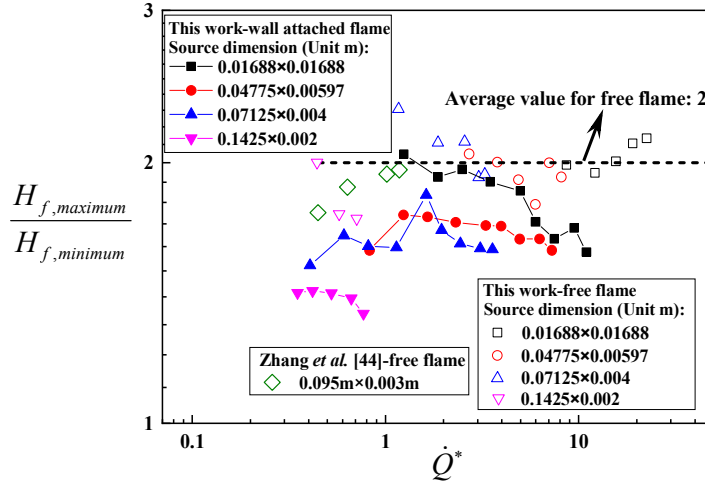 3
This work-wall attached flame
Source dimension (Unit m):
0.01688×0.01688
0.04775×0.00597
0.07125×0.004
0.1425×0.002
Average value for free flame: 2
2
H_{f,maximum}
H_{f,minimum}
This work-free flame
Source dimension (Unit m):
0.01688×0.01688
0.04775×0.00597
0.07125×0.004
0.1425×0.002
Zhang et al. [44]-free flame
0.095m×0.003m
1
0.1 1 10
Q̇*